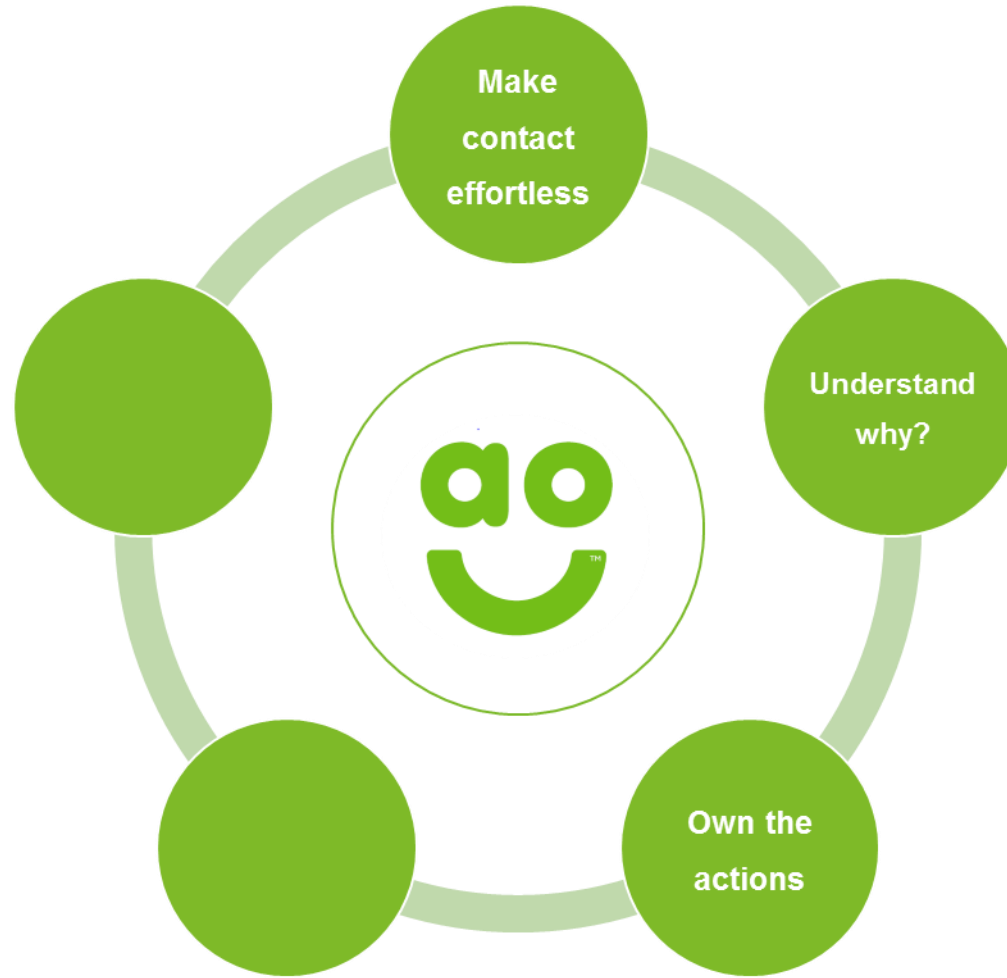 Make
contact
effortless
Understand
why?
ao
TM
Own the
actions